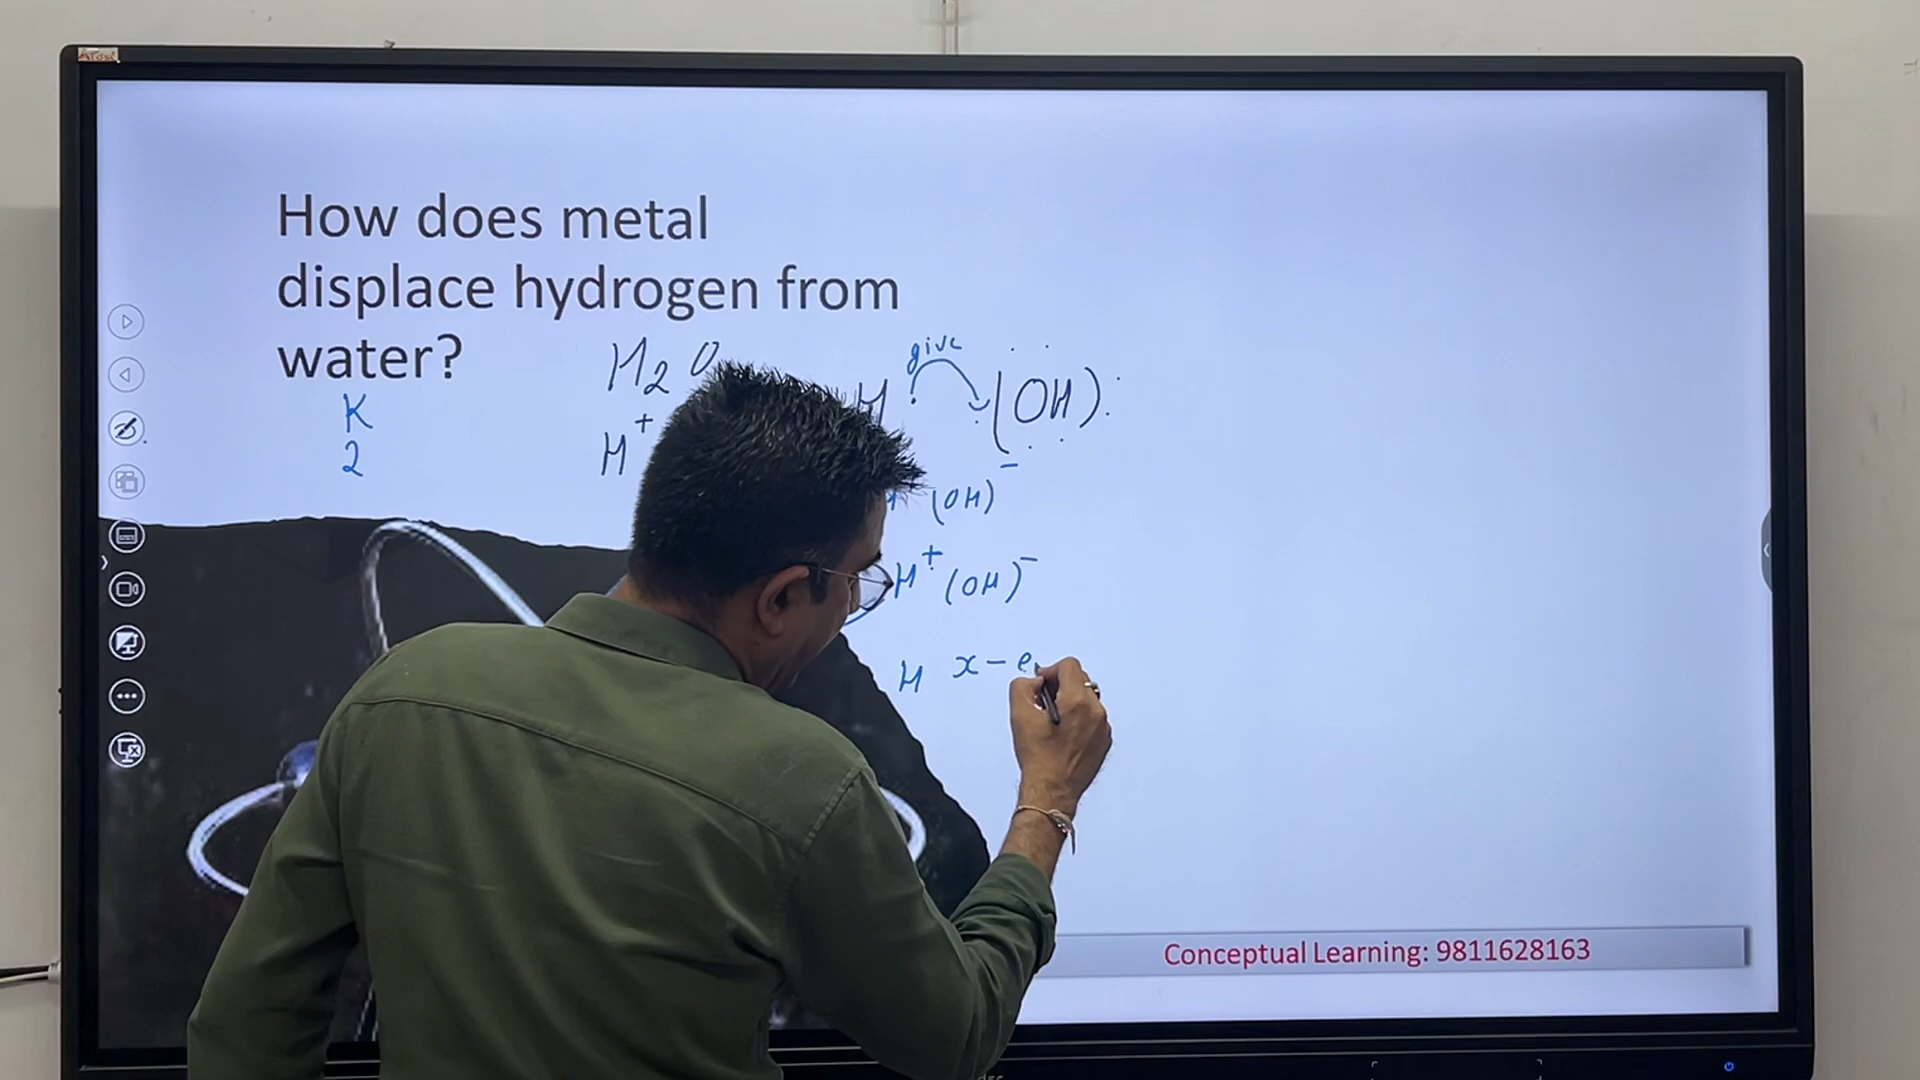 How does metal
displace hydrogen from
water?
H₂O
give
H (OH)
K
H⁺
2
(OH)⁻
H⁺ (OH)⁻
H x-e
Conceptual Learning: 9811628163